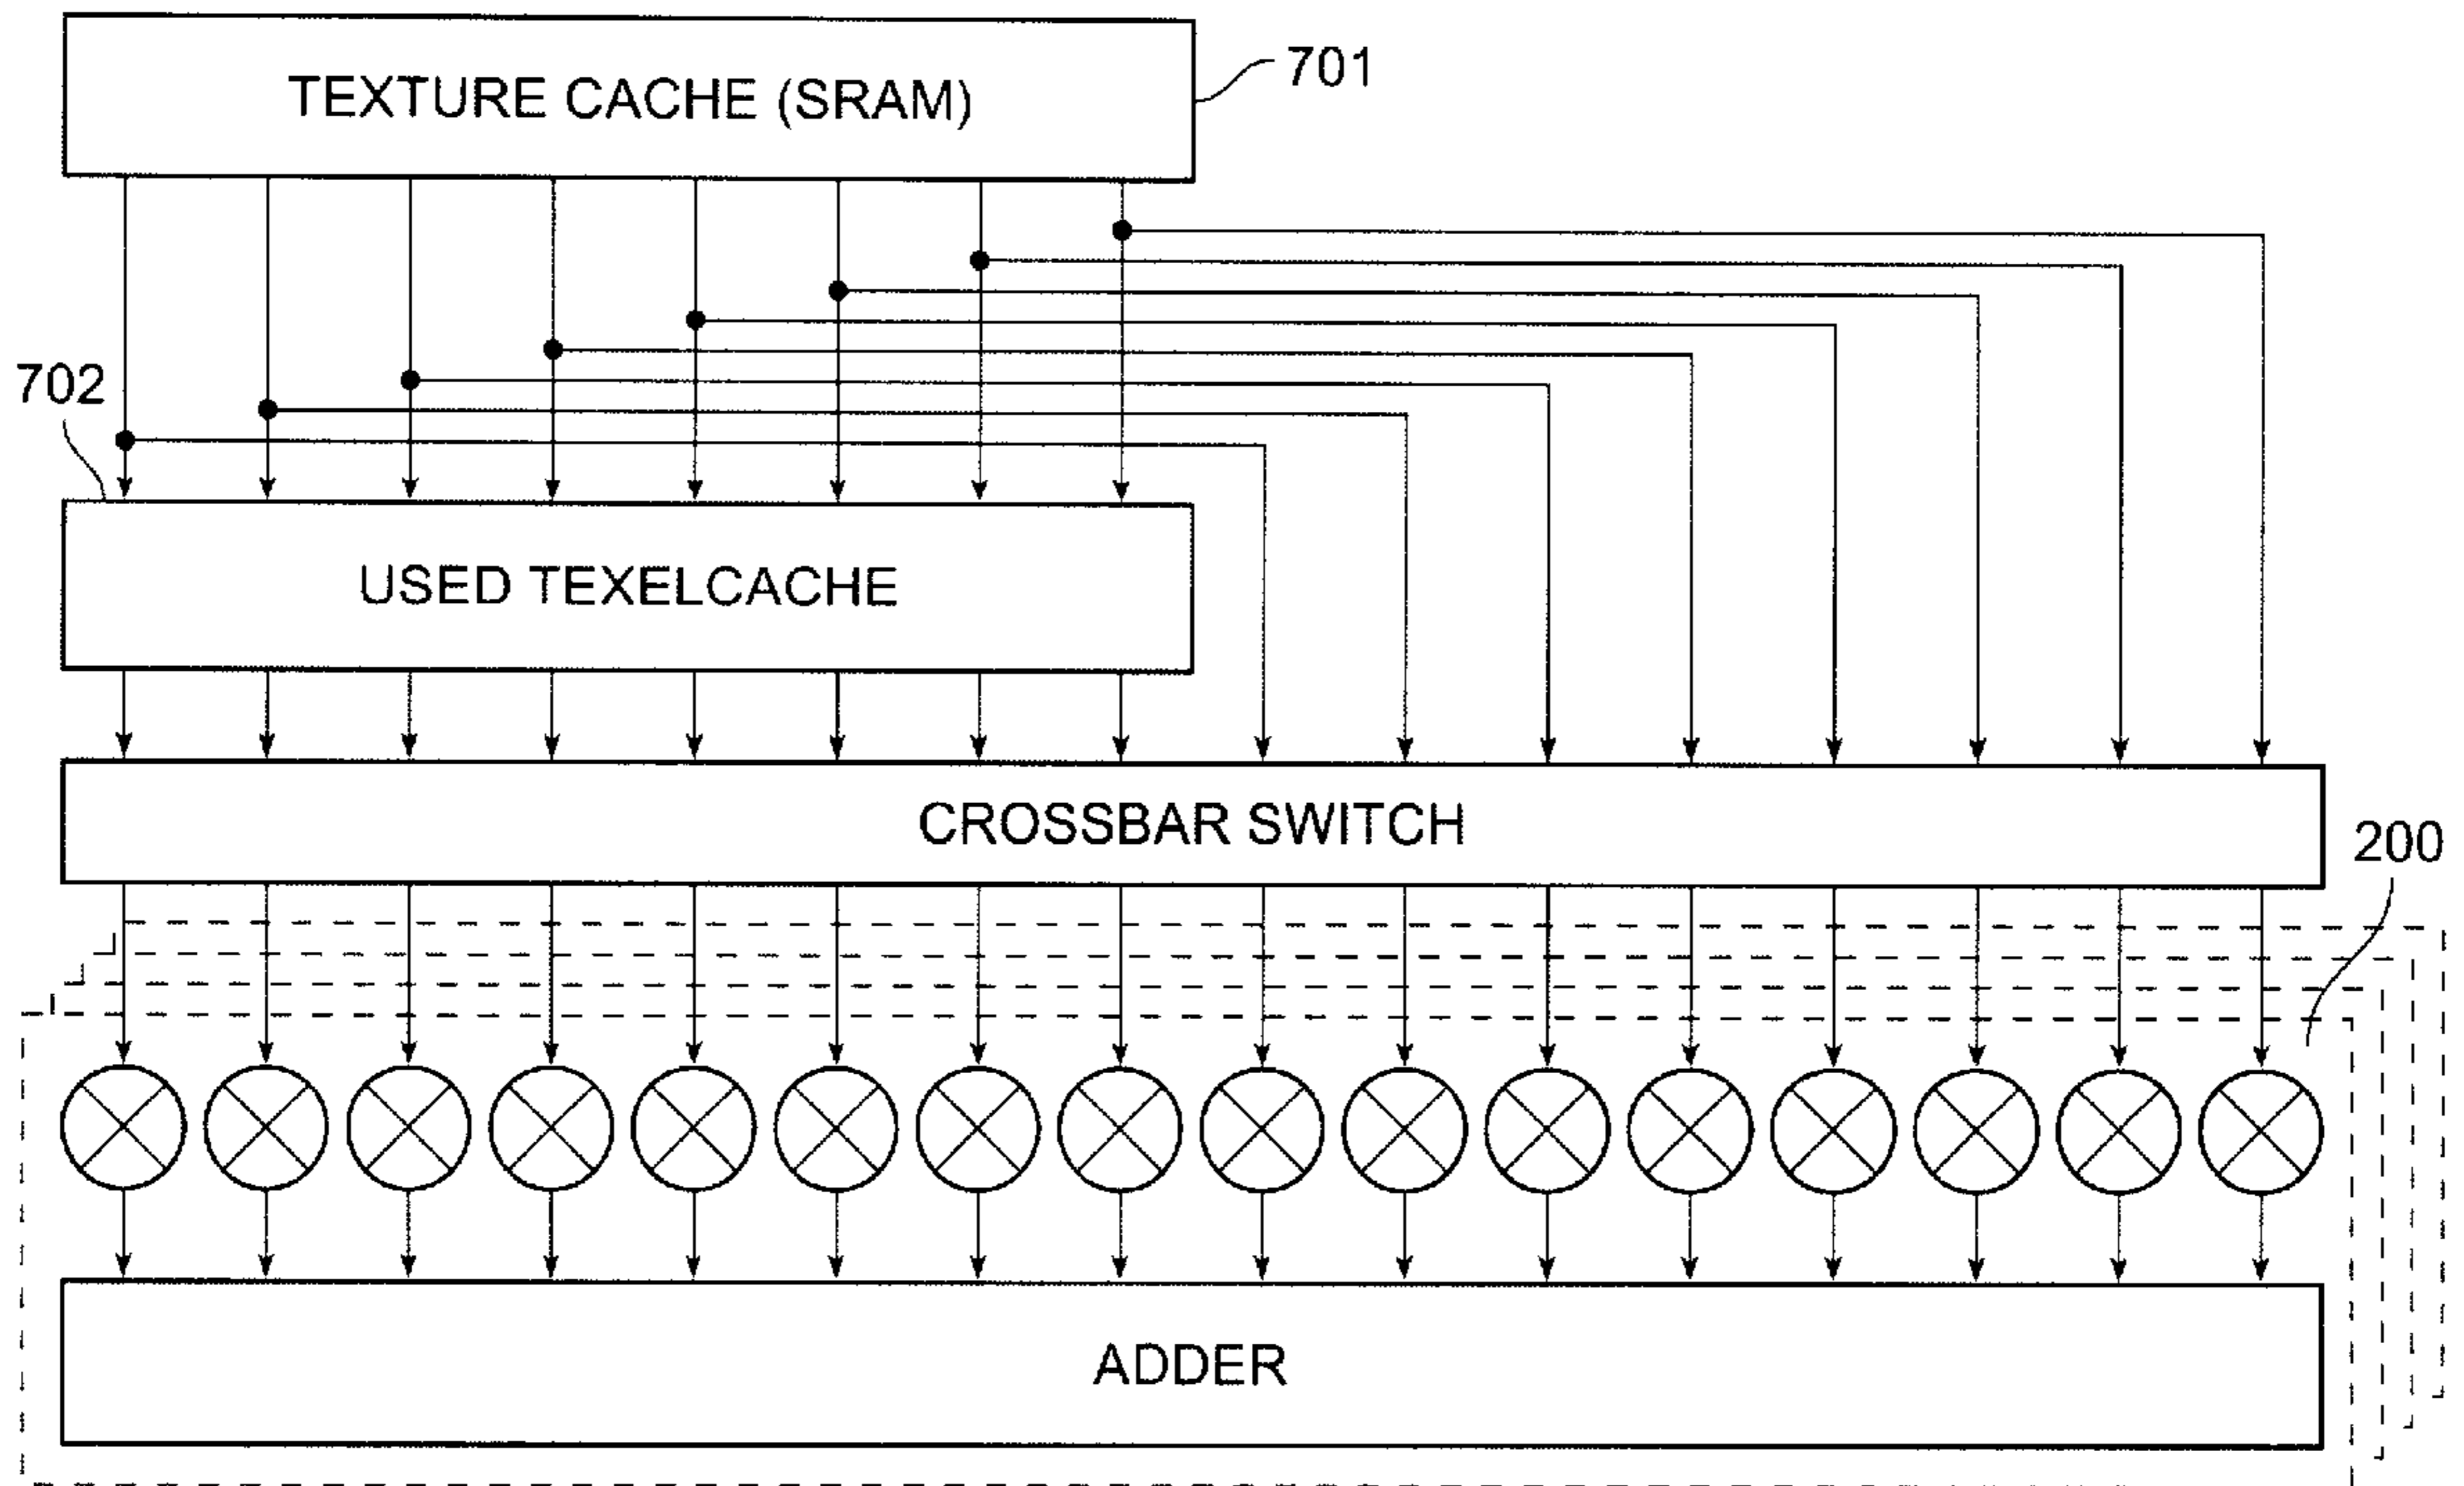 TEXTURE CACHE (SRAM)
701
702
USED TEXELCACHE
CROSSBAR SWITCH
200
ADDER